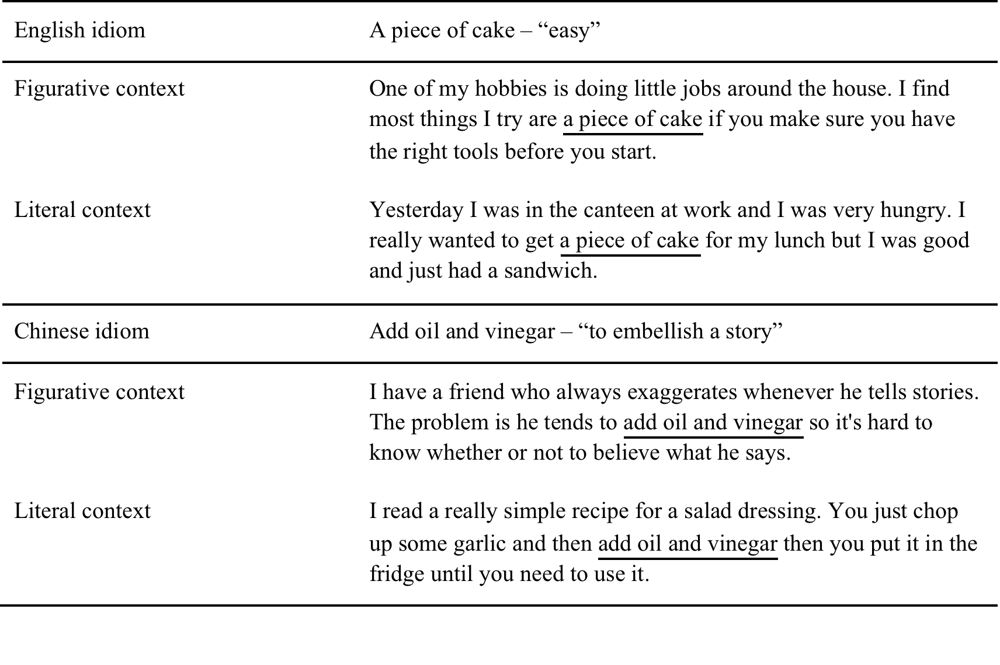 English idiom A piece of cake – “easy”
Figurative context One of my hobbies is doing little jobs around the house. I find
most things I try are a piece of cake if you make sure you have
the right tools before you start.
Literal context Yesterday I was in the canteen at work and I was very hungry. I
really wanted to get a piece of cake for my lunch but I was good
and just had a sandwich.
Chinese idiom Add oil and vinegar – “to embellish a story”
Figurative context I have a friend who always exaggerates whenever he tells stories.
The problem is he tends to add oil and vinegar so it's hard to
know whether or not to believe what he says.
Literal context I read a really simple recipe for a salad dressing. You just chop
up some garlic and then add oil and vinegar then you put it in the
fridge until you need to use it.